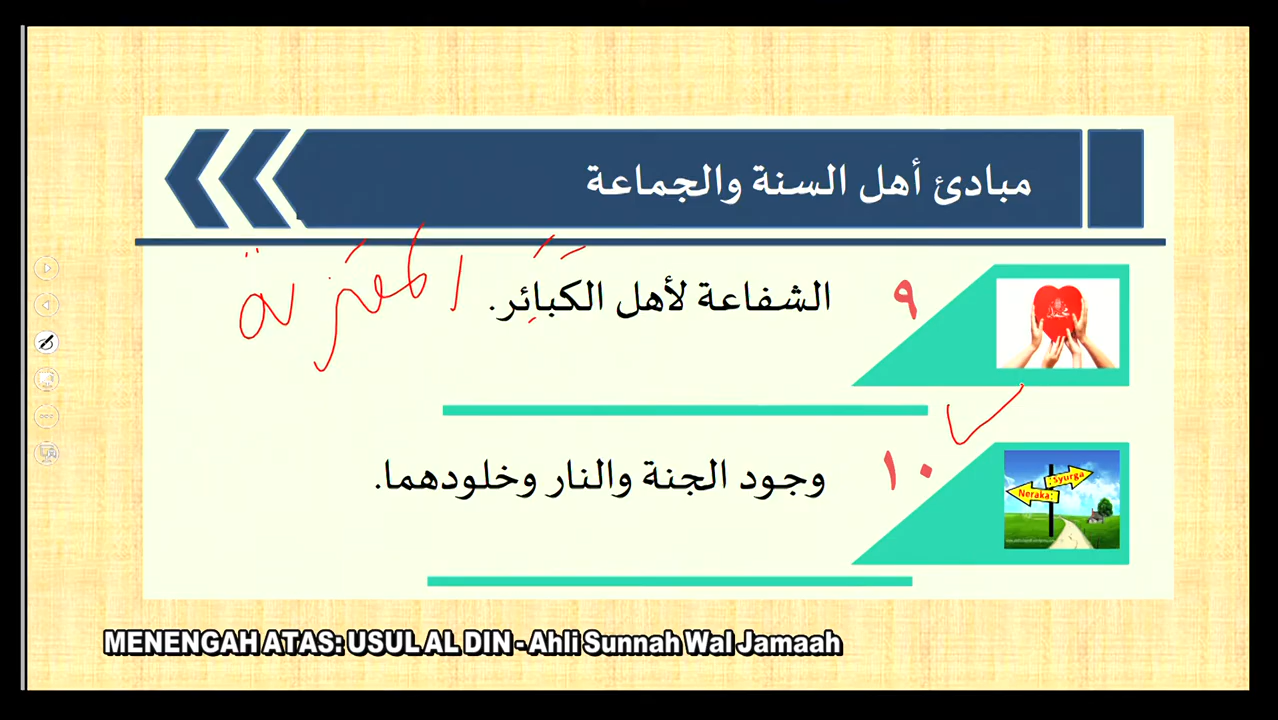 مبادئ أهل السنة والجماعة
٩ الشفاعة لأهل الكبائر. المعتزلة
محمد
١٠ وجود الجنة والنار وخلودهما.
Syurga
Neraka
MENENGAH ATAS: USUL AL DIN - Ahli Sunnah Wal Jamaah